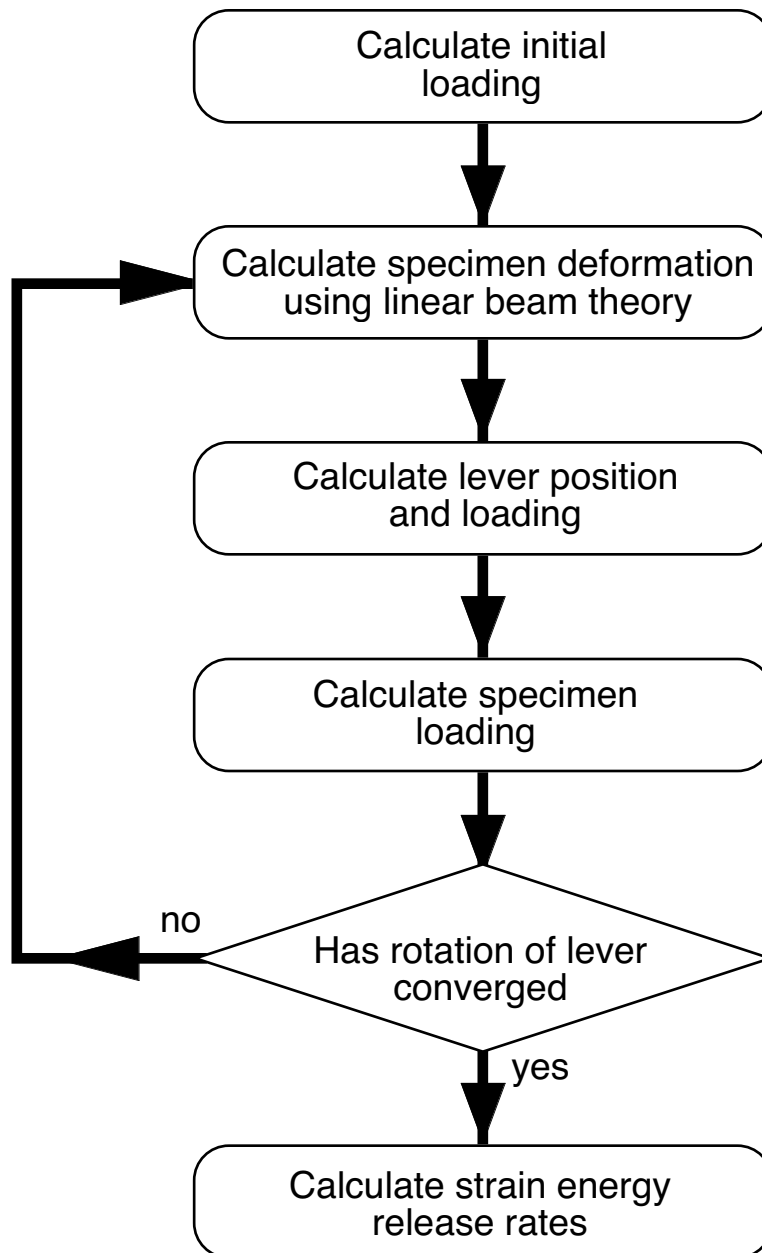 Calculate initial
loading
Calculate specimen deformation
using linear beam theory
Calculate lever position
and loading
Calculate specimen
loading
no
Has rotation of lever
converged
yes
Calculate strain energy
release rates